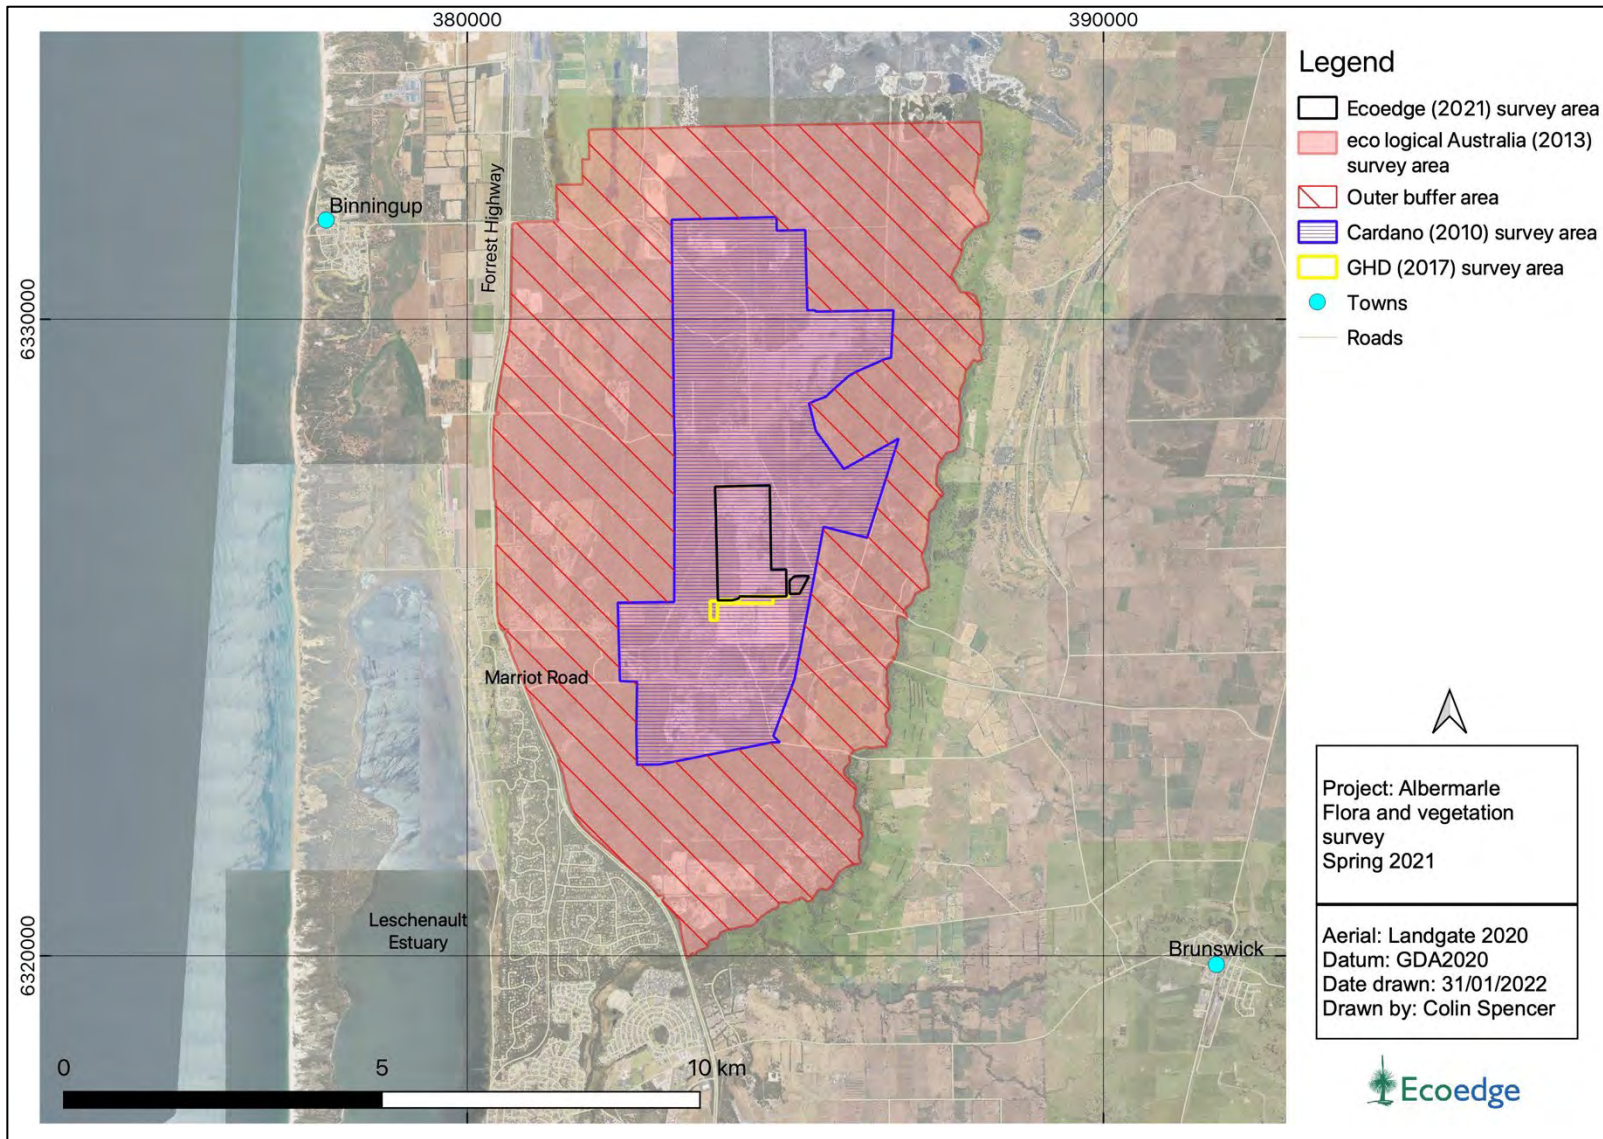 380000
390000
6330000
6320000
Binningup
Forrest Highway
Marriot Road
Leschenault
Estuary
Brunswick
0
5
10 km
Legend
Ecoedge (2021) survey area
eco logical Australia (2013)
survey area
Outer buffer area
Cardano (2010) survey area
GHD (2017) survey area
Towns
Roads
Project: Albermarle
Flora and vegetation
survey
Spring 2021
Aerial: Landgate 2020
Datum: GDA2020
Date drawn: 31/01/2022
Drawn by: Colin Spencer
Ecoedge